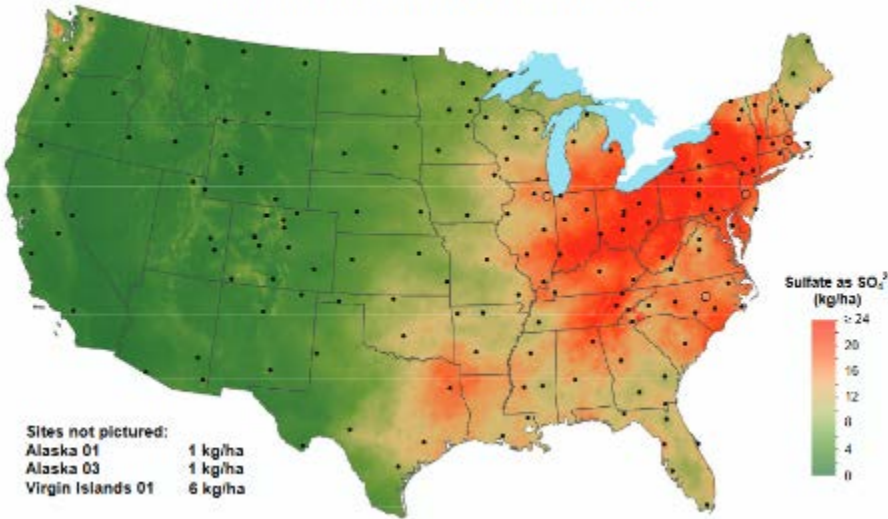 Sulfate as SO₄²
(kg/ha)
≥ 24
20
16
12
8
4
0
Sites not pictured:
Alaska 01 1 kg/ha
Alaska 03 1 kg/ha
Virgin Islands 01 6 kg/ha